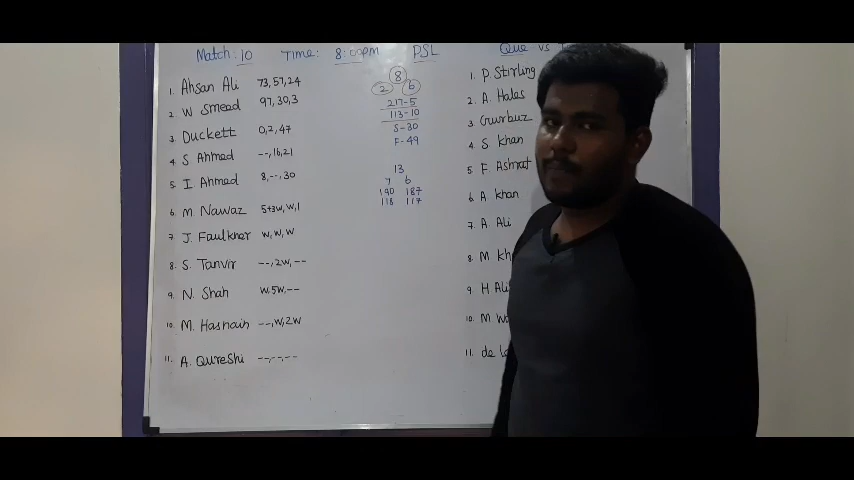 Match: 10 Time: 8:00pm PSL Que vs
1. Ahsan Ali 73,57,24
2. W Smeed 97,30,3
3. Duckett 0,2,47
4. S Ahmed --,16,21
5. I Ahmed 8,--,30
6. M. Nawaz 5+3W,W,1
7. J. Faulkner W,W,W
8. S. Tanvir --,2W,--
9. N. Shah W,5W,--
10. M. Hasnain --,W,2W
11. A. Qureshi --,--,--
8
2 6
217-5
113-10
S-30
F-49
13
7 6
190 187
118 117
1. P. Stirling
2. A. Hales
3. Gurbuz
4. S khan
5. F. Asmat
6. A khan
7. A. Ali
8. M. kh
9. H. Ali
10. M W
11. de